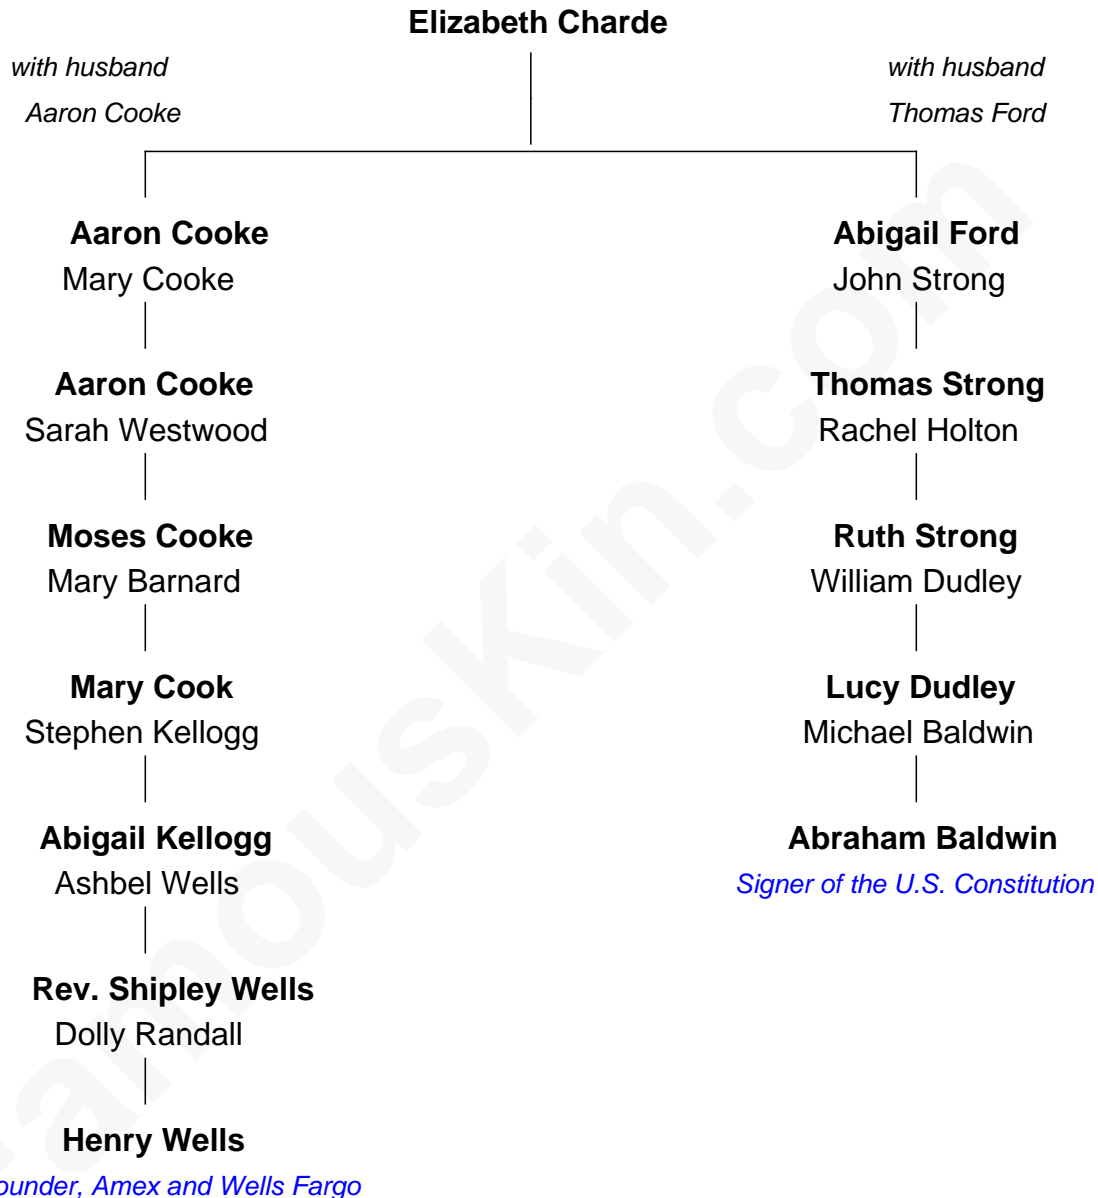 Elizabeth Charde
with husband
Aaron Cooke
with husband
Thomas Ford
Aaron Cooke
Mary Cooke
Abigail Ford
John Strong
Aaron Cooke
Sarah Westwood
Thomas Strong
Rachel Holton
Moses Cooke
Mary Barnard
Ruth Strong
William Dudley
Mary Cook
Stephen Kellogg
Lucy Dudley
Michael Baldwin
Abigail Kellogg
Ashbel Wells
Abraham Baldwin
Signer of the U.S. Constitution
Rev. Shipley Wells
Dolly Randall
Henry Wells
ounder, Amex and Wells Fargo
amousKin.com